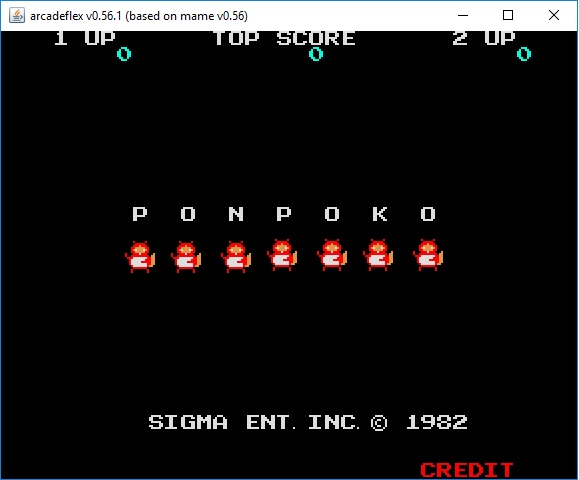 arcadeflex v0.56.1 (based on mame v0.56)
1 UP TOP SCORE 2 UP
0 0 0
P O N P O K O
SIGMA ENT. INC. © 1982
CREDIT